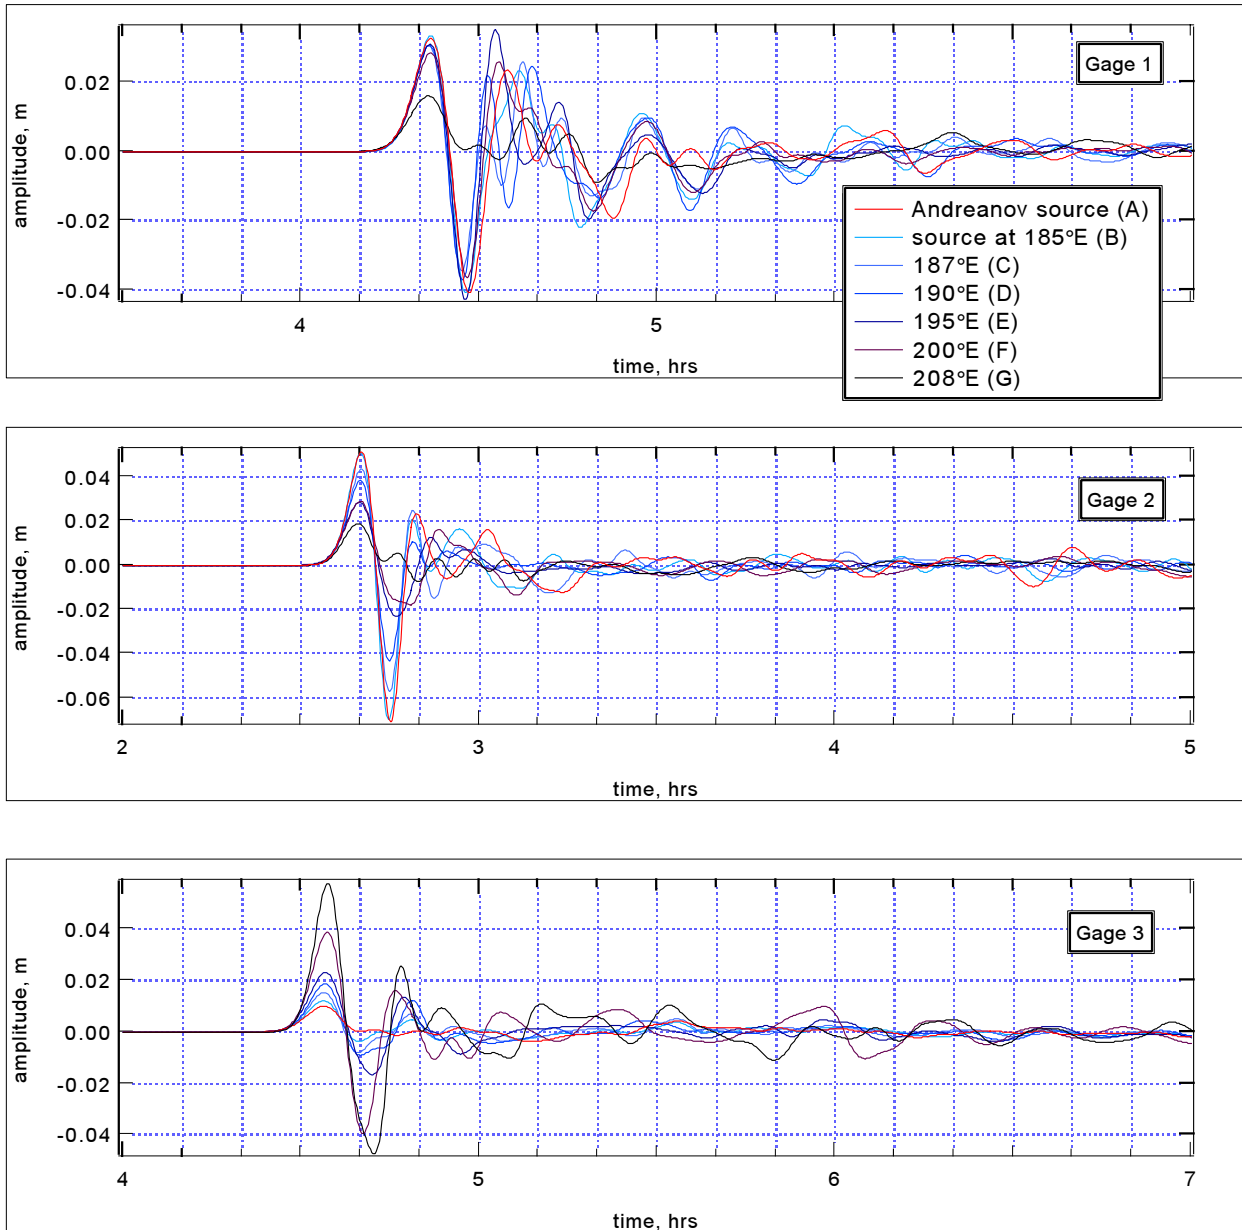 Gage 1
amplitude, m
0.02
0.00
-0.02
-0.04
4
5
time, hrs
Andreanov source (A)
source at 185°E (B)
187°E (C)
190°E (D)
195°E (E)
200°E (F)
208°E (G)
Gage 2
amplitude, m
0.04
0.02
0.00
-0.02
-0.04
-0.06
2
3
4
5
time, hrs
Gage 3
amplitude, m
0.04
0.02
0.00
-0.02
-0.04
4
5
6
7
time, hrs